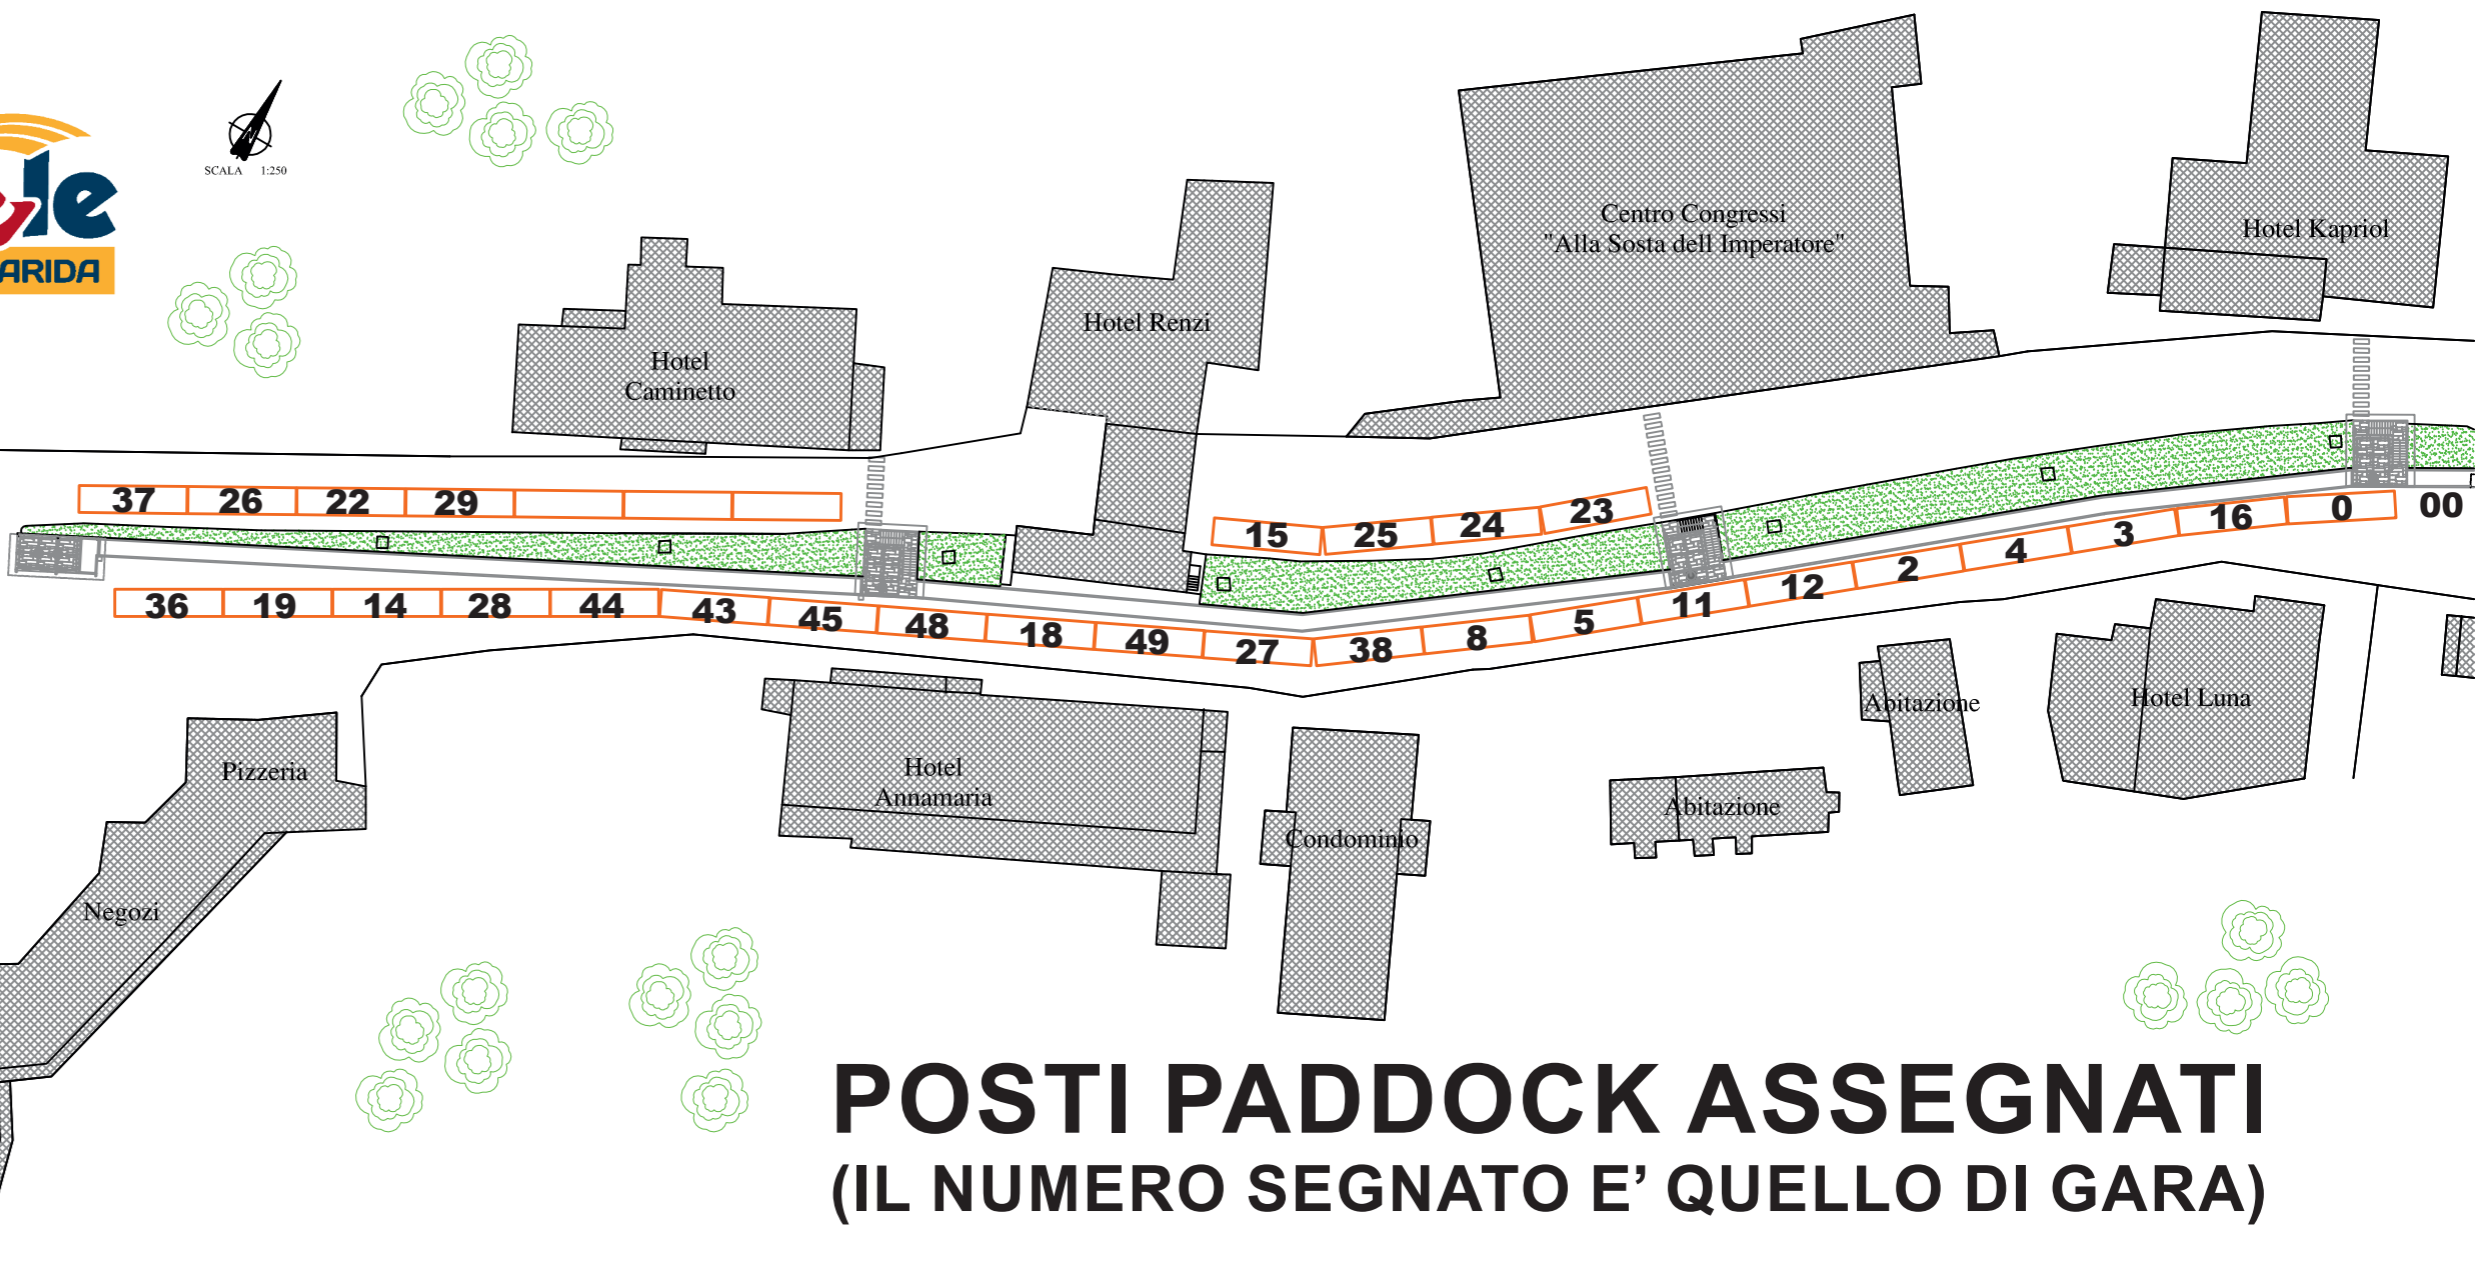 le
ARIDA
SCALA 1:250
Hotel
Caminetto
Hotel Renzi
Centro Congressi
"Alla Sosta dell Imperatore"
Hotel Kapriol
37 26 22 29
15 25 24 23
36 19 14 28 44 43 45 48 18 49 27 38 8 5 11 12 2 4 3 16 0 00
Pizzeria
Negozi
Hotel
Annamaria
Condominio
Abitazione
Abitazione
Hotel Luna
POSTI PADDOCK ASSEGNATI
(IL NUMERO SEGNATO E’ QUELLO DI GARA)